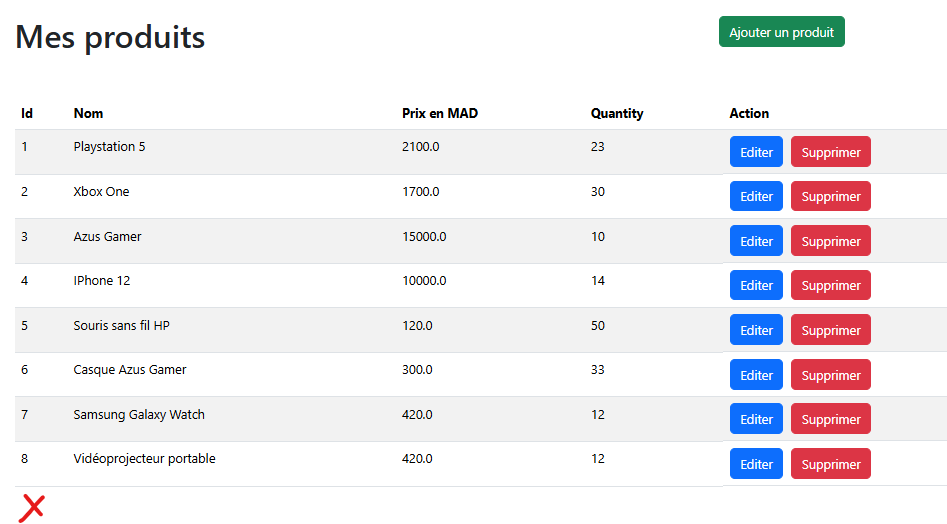 Mes produits
Ajouter un produit
Id Nom Prix en MAD Quantity Action
1 Playstation 5 2100.0 23 Editer Supprimer
2 Xbox One 1700.0 30 Editer Supprimer
3 Azus Gamer 15000.0 10 Editer Supprimer
4 IPhone 12 10000.0 14 Editer Supprimer
5 Souris sans fil HP 120.0 50 Editer Supprimer
6 Casque Azus Gamer 300.0 33 Editer Supprimer
7 Samsung Galaxy Watch 420.0 12 Editer Supprimer
8 Vidéoprojecteur portable 420.0 12 Editer Supprimer